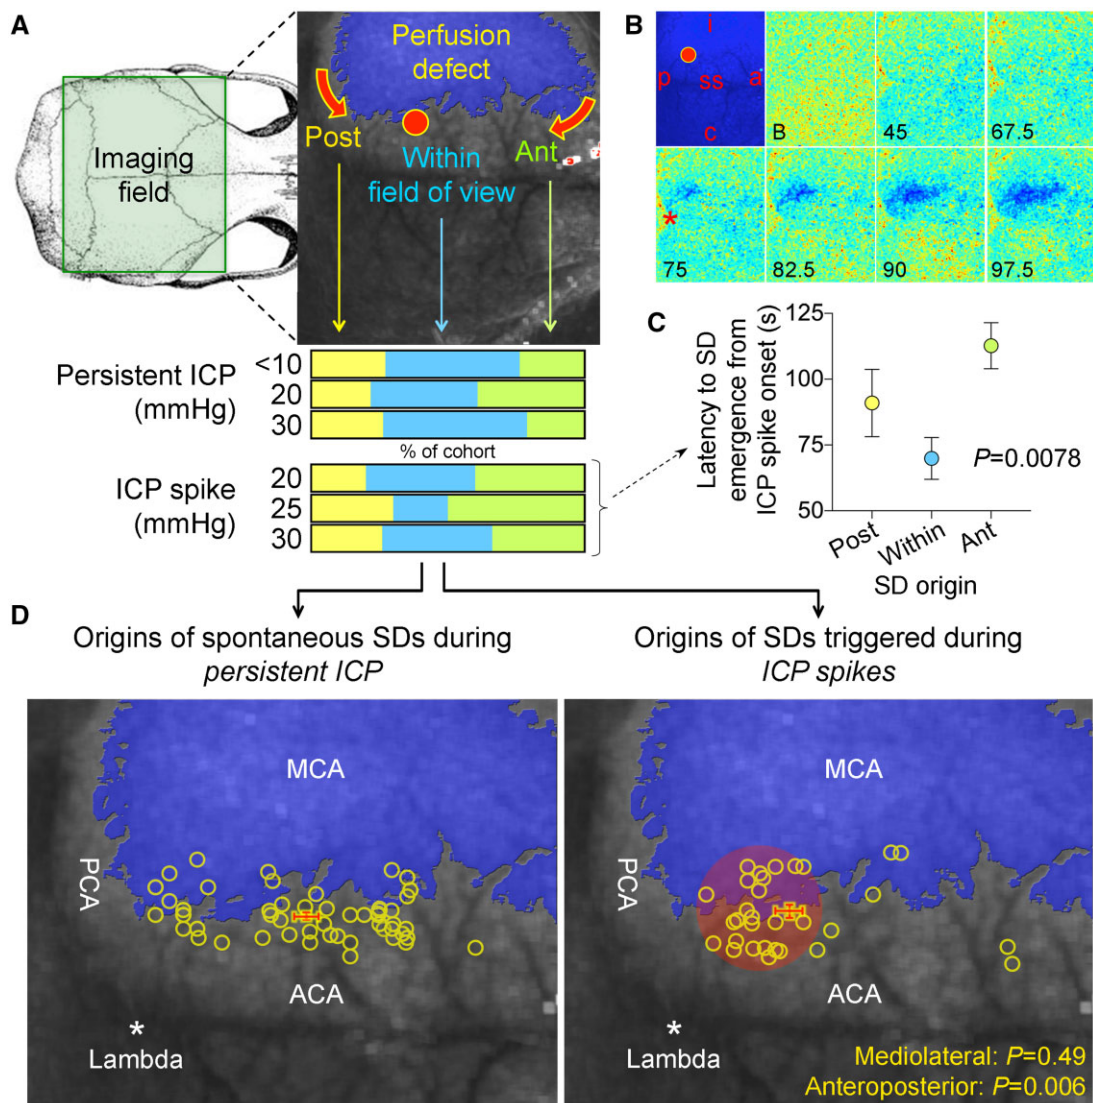 A
Imaging
field
Perfusion
defect
Post
Ant
Within
field of view
Persistent ICP
(mmHg)
<10
20
30
% of cohort
ICP spike
(mmHg)
20
25
30
B
i
p
ss
a
c
B
45
67.5
*
75
82.5
90
97.5
C
Latency to SD
emergence from
ICP spike onset (s)
125
100
75
50
P=0.0078
Post
Within
Ant
SD origin
D
Origins of spontaneous SDs during
persistent ICP
MCA
PCA
ACA
*
Lambda
Origins of SDs triggered during
ICP spikes
MCA
PCA
ACA
*
Lambda
Mediolateral: P=0.49
Anteroposterior: P=0.006